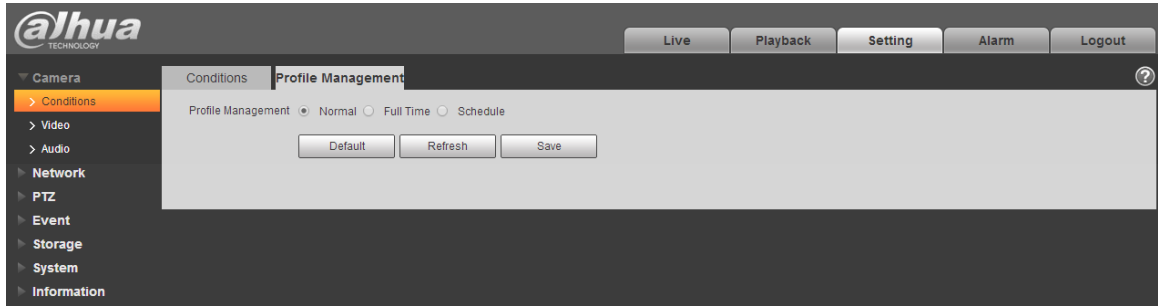 alhua
TECHNOLOGY
Live Playback Setting Alarm Logout
Camera
Conditions
Video
Audio
Network
PTZ
Event
Storage
System
Information
Conditions Profile Management
?
Profile Management Normal Full Time Schedule
Default Refresh Save